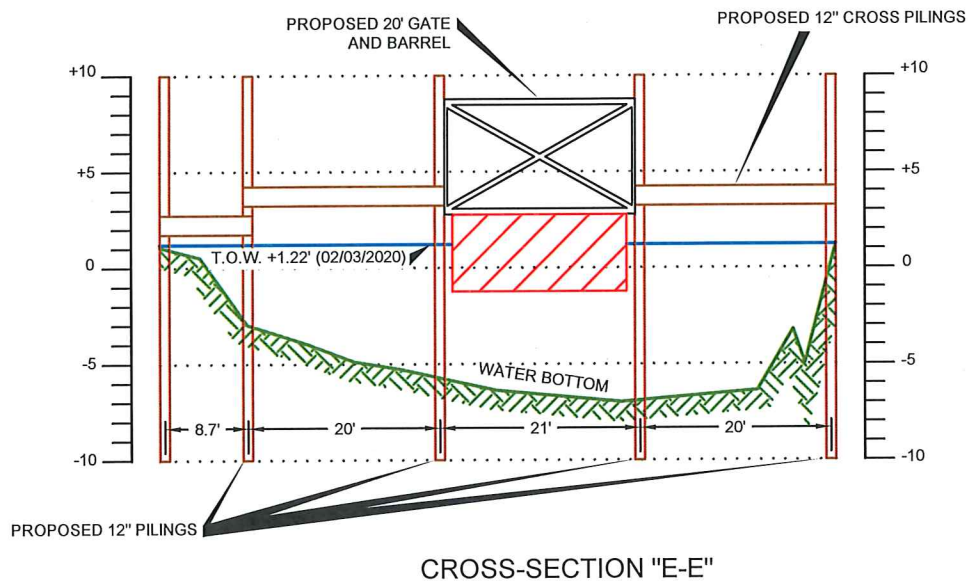 PROPOSED 20' GATE
AND BARREL
PROPOSED 12" CROSS PILINGS
+10
+10
+5
+5
T.O.W. +1.22' (02/03/2020)
0
0
-5
-5
WATER BOTTOM
8.7'
20'
21'
20'
-10
-10
PROPOSED 12" PILINGS
CROSS-SECTION "E-E"